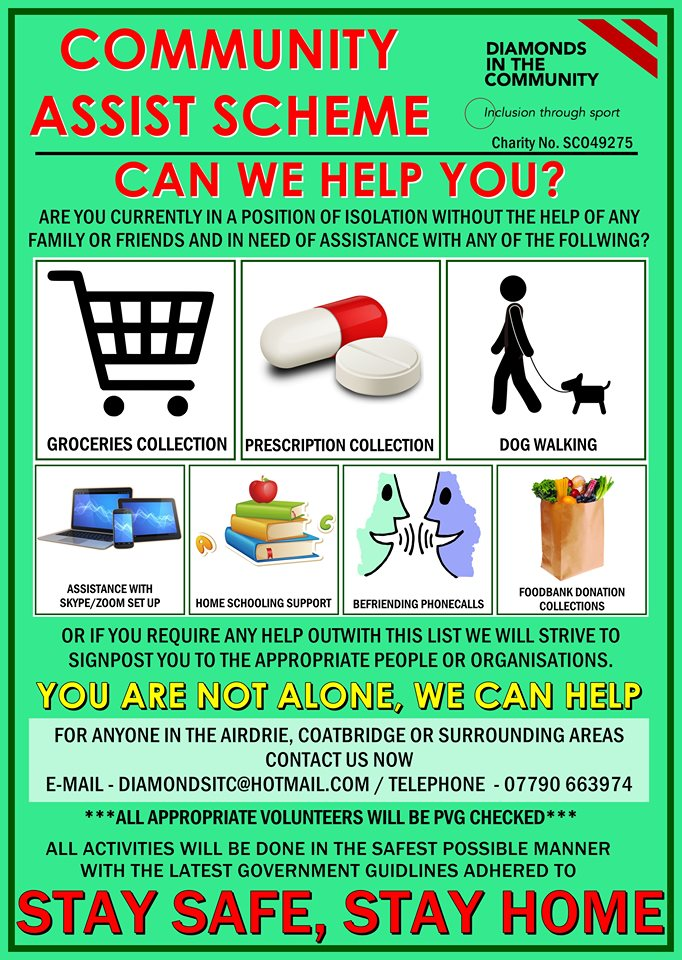 COMMUNITY
ASSIST SCHEME
DIAMONDS
IN THE
COMMUNITY
Inclusion through sport
Charity No. SC049275
CAN WE HELP YOU?
ARE YOU CURRENTLY IN A POSITION OF ISOLATION WITHOUT THE HELP OF ANY
FAMILY OR FRIENDS AND IN NEED OF ASSISTANCE WITH ANY OF THE FOLLWING?
GROCERIES COLLECTION
PRESCRIPTION COLLECTION
DOG WALKING
ASSISTANCE WITH
SKYPE/ZOOM SET UP
A
C
HOME SCHOOLING SUPPORT
BEFRIENDING PHONECALLS
FOODBANK DONATION
COLLECTIONS
OR IF YOU REQUIRE ANY HELP OUTWITH THIS LIST WE WILL STRIVE TO
SIGNPOST YOU TO THE APPROPRIATE PEOPLE OR ORGANISATIONS.
YOU ARE NOT ALONE, WE CAN HELP
FOR ANYONE IN THE AIRDRIE, COATBRIDGE OR SURROUNDING AREAS
CONTACT US NOW
E-MAIL - DIAMONDSITC@HOTMAIL.COM / TELEPHONE - 07790 663974
***ALL APPROPRIATE VOLUNTEERS WILL BE PVG CHECKED***
ALL ACTIVITIES WILL BE DONE IN THE SAFEST POSSIBLE MANNER
WITH THE LATEST GOVERNMENT GUIDLINES ADHERED TO
STAY SAFE, STAY HOME